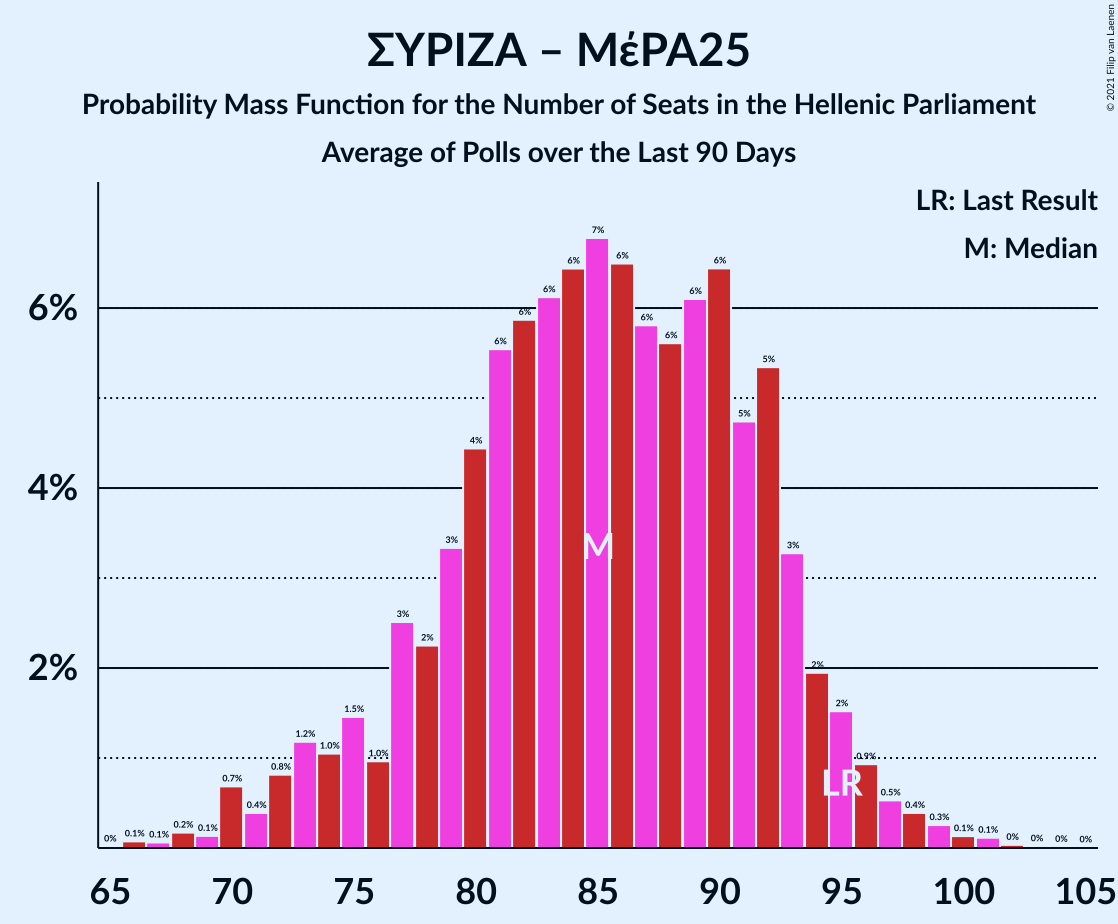 ΣΥΡΙΖΑ – ΜέΡΑ25
Probability Mass Function for the Number of Seats in the Hellenic Parliament
Average of Polls over the Last 90 Days
© 2021 Filip van Laenen
LR: Last Result
M: Median
6%
4%
2%
0% 0.1% 0.1% 0.2% 0.1% 0.7% 0.4% 0.8% 1.2% 1.0% 1.5% 1.0% 3% 2% 3% 4% 6% 6% 6% 6% 7% 6% 6% 6% 6% 6% 5% 5% 3% 2% 2% 0.9% 0.5% 0.4% 0.3% 0.1% 0.1% 0% 0% 0% 0%
M
LR
65 70 75 80 85 90 95 100 105